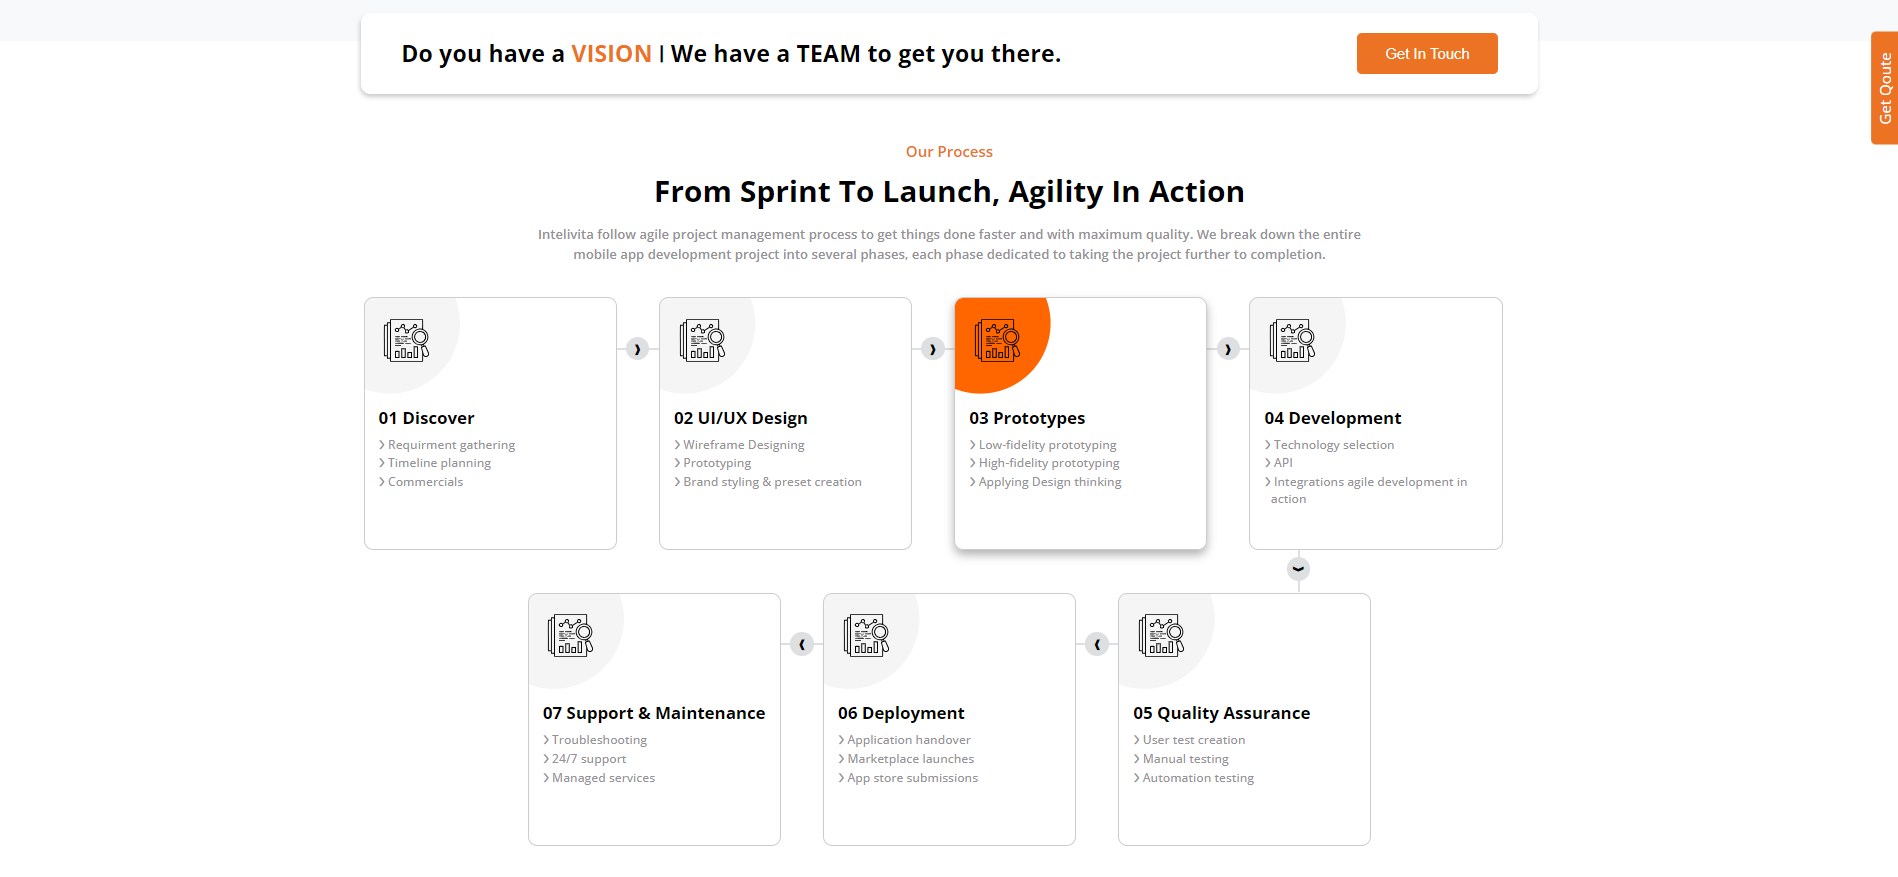 Do you have a VISION | We have a TEAM to get you there.
Get In Touch
Get Qoute
Our Process
From Sprint To Launch, Agility In Action
Intelivita follow agile project management process to get things done faster and with maximum quality. We break down the entire
mobile app development project into several phases, each phase dedicated to taking the project further to completion.
01 Discover
Requirment gathering
Timeline planning
Commercials
02 UI/UX Design
Wireframe Designing
Prototyping
Brand styling & preset creation
03 Prototypes
Low-fidelity prototyping
High-fidelity prototyping
Applying Design thinking
04 Development
Technology selection
API
Integrations agile development in
action
07 Support & Maintenance
Troubleshooting
24/7 support
Managed services
06 Deployment
Application handover
Marketplace launches
App store submissions
05 Quality Assurance
User test creation
Manual testing
Automation testing